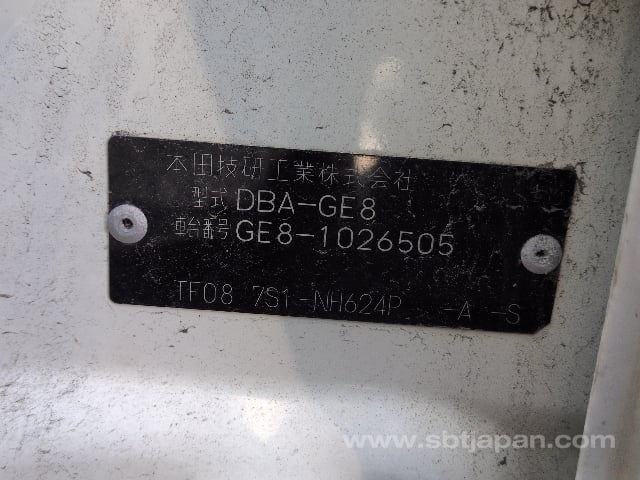 本田技研工業株式会社
型式 DBA-GE8
車台番号 GE8-1026505
TF08 7S1-NH624P -A -S
www.sbtjapan.com